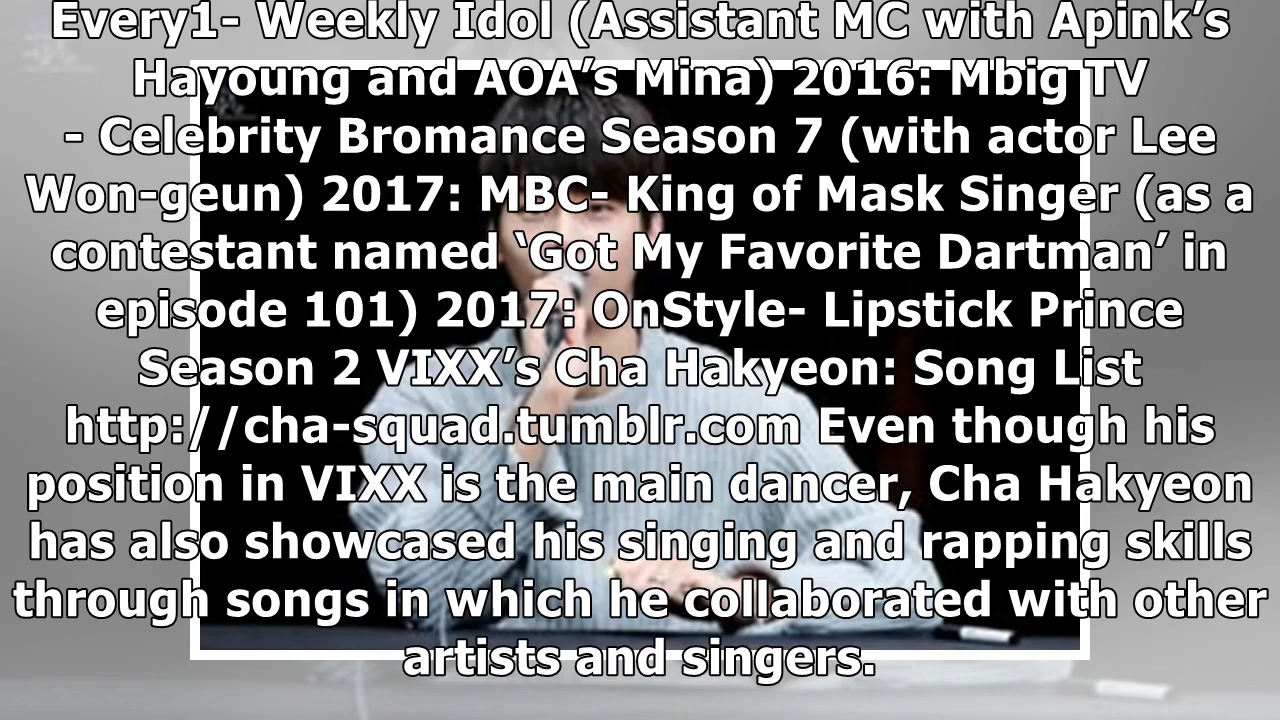 Every1- Weekly Idol (Assistant MC with Apink’s
Hayoung and AOA’s Mina) 2016: Mbig TV
- Celebrity Bromance Season 7 (with actor Lee
Won-geun) 2017: MBC- King of Mask Singer (as a
contestant named ‘Got My Favorite Dartman’ in
episode 101) 2017: OnStyle- Lipstick Prince
Season 2 VIXX’s Cha Hakyeon: Song List
http://cha-squad.tumblr.com Even though his
position in VIXX is the main dancer, Cha Hakyeon
has also showcased his singing and rapping skills
through songs in which he collaborated with other
artists and singers.